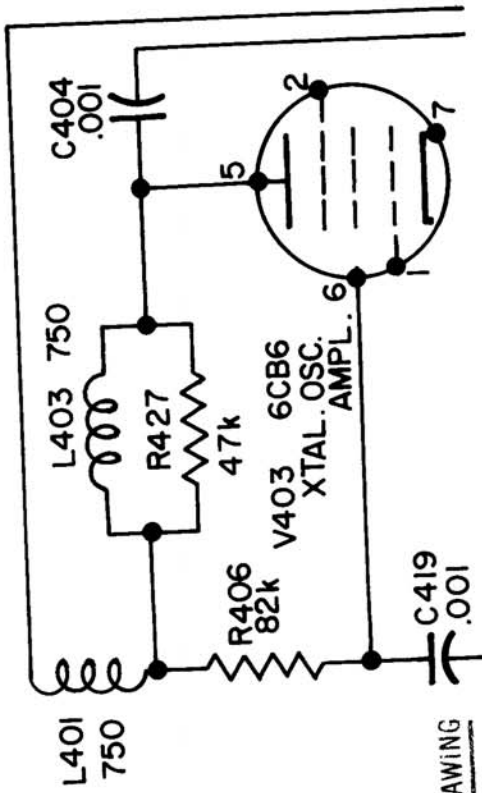 C404
.001
L403 750
R427
47k
2
5
7
6
1
V403 6CB6
XTAL. OSC.
AMPL.
L401
750
R406
82k
C419
.001
AWING